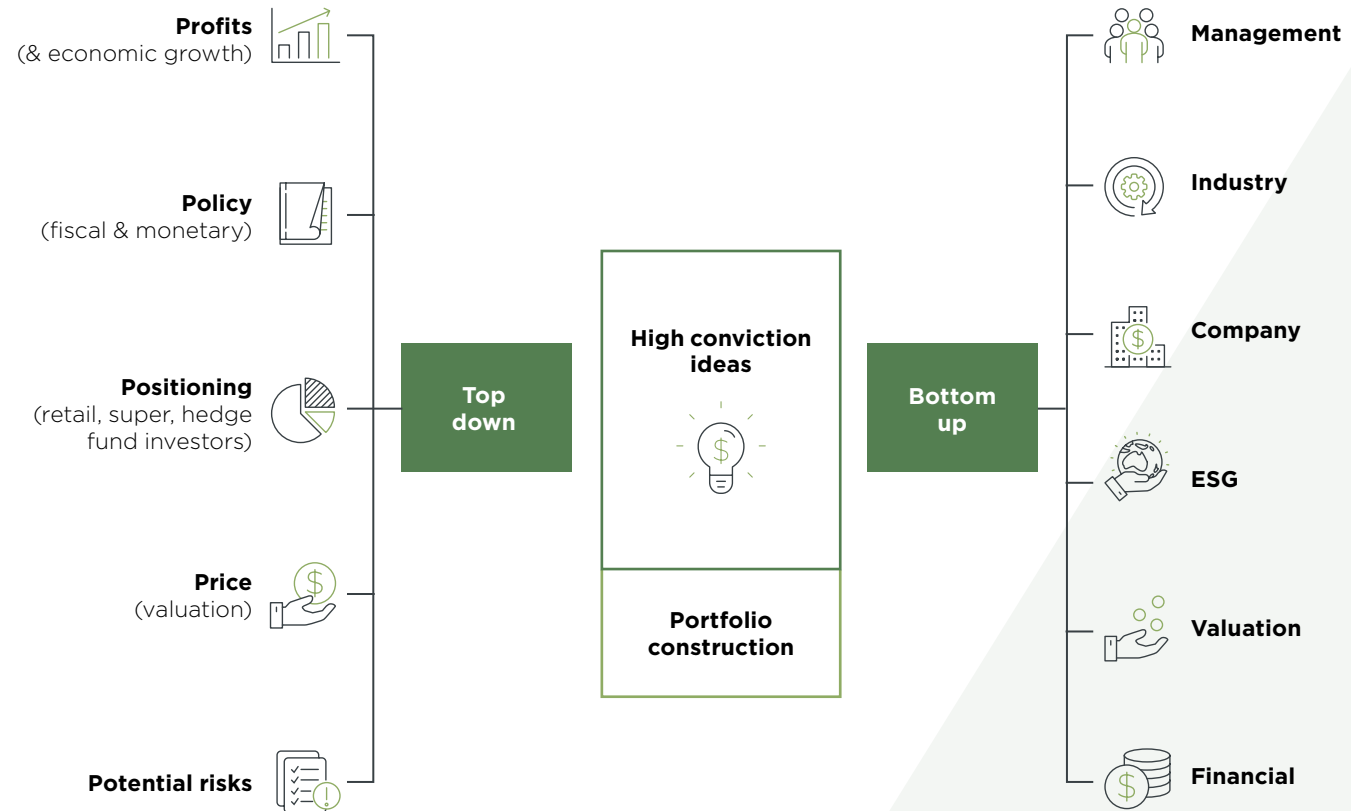 Profits
(& economic growth)
Policy
(fiscal & monetary)
Positioning
(retail, super, hedge
fund investors)
Price
(valuation)
Potential risks
Top
down
High conviction
ideas
Portfolio
construction
Bottom
up
Management
Industry
Company
ESG
Valuation
Financial